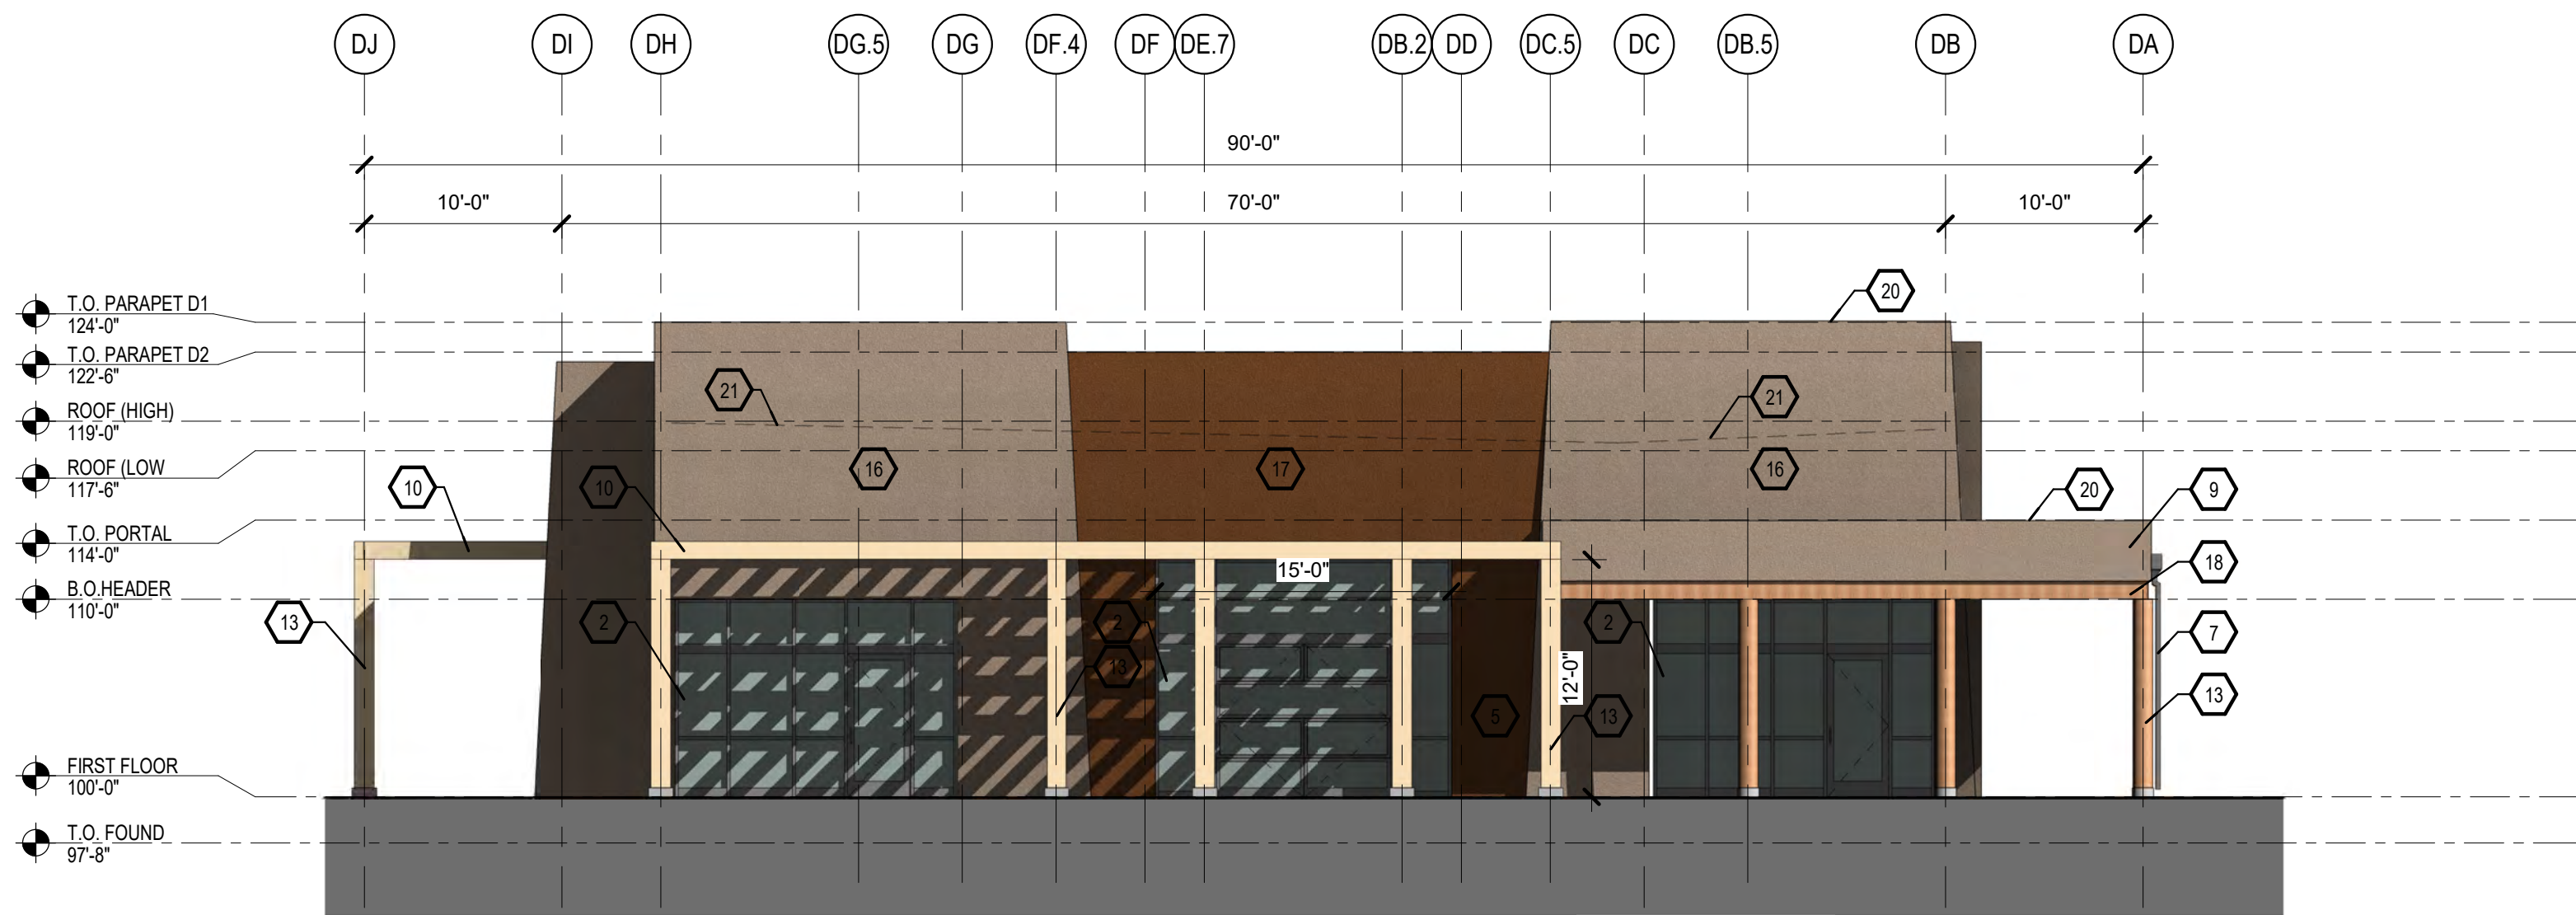 DJ DI DH DG.5 DG DF.4 DF DE.7 DB.2 DD DC.5 DC DB.5 DB DA
90'-0"
10'-0" 70'-0" 10'-0"
20
T.O. PARAPET D1
124'-0"
T.O. PARAPET D2
122'-6"
21 21
ROOF (HIGH)
119'-0"
16 17 16
ROOF (LOW
117'-6"
10 10 20 9
T.O. PORTAL
114'-0"
15'-0" 18
B.O.HEADER
110'-0"
13 2 2 2 7
13 12'-0"
5 13 13
FIRST FLOOR
100'-0"
T.O. FOUND
97'-8"